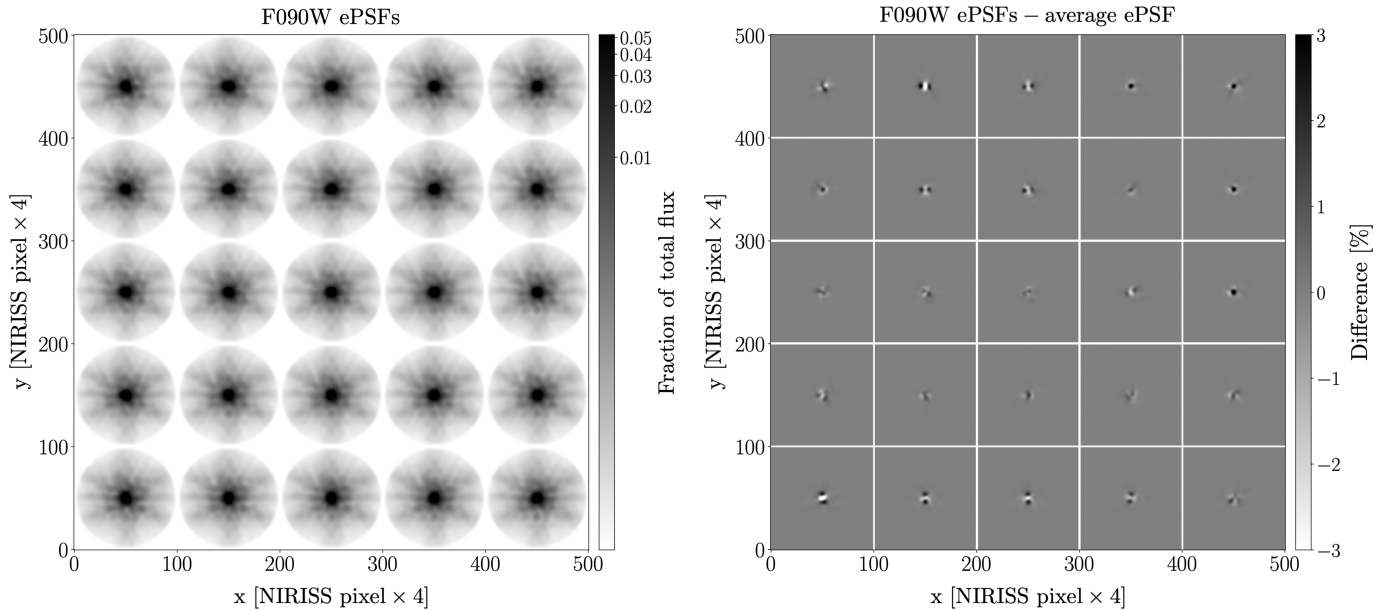 F090W ePSFs
500
400
300
200
100
0
0 100 200 300 400 500
x [NIRISS pixel × 4]
y [NIRISS pixel × 4]
0.05
0.04
0.03
0.02
0.01
Fraction of total flux
F090W ePSFs − average ePSF
500
400
300
200
100
0
0 100 200 300 400 500
x [NIRISS pixel × 4]
y [NIRISS pixel × 4]
3
2
1
0
−1
−2
−3
Difference [%]